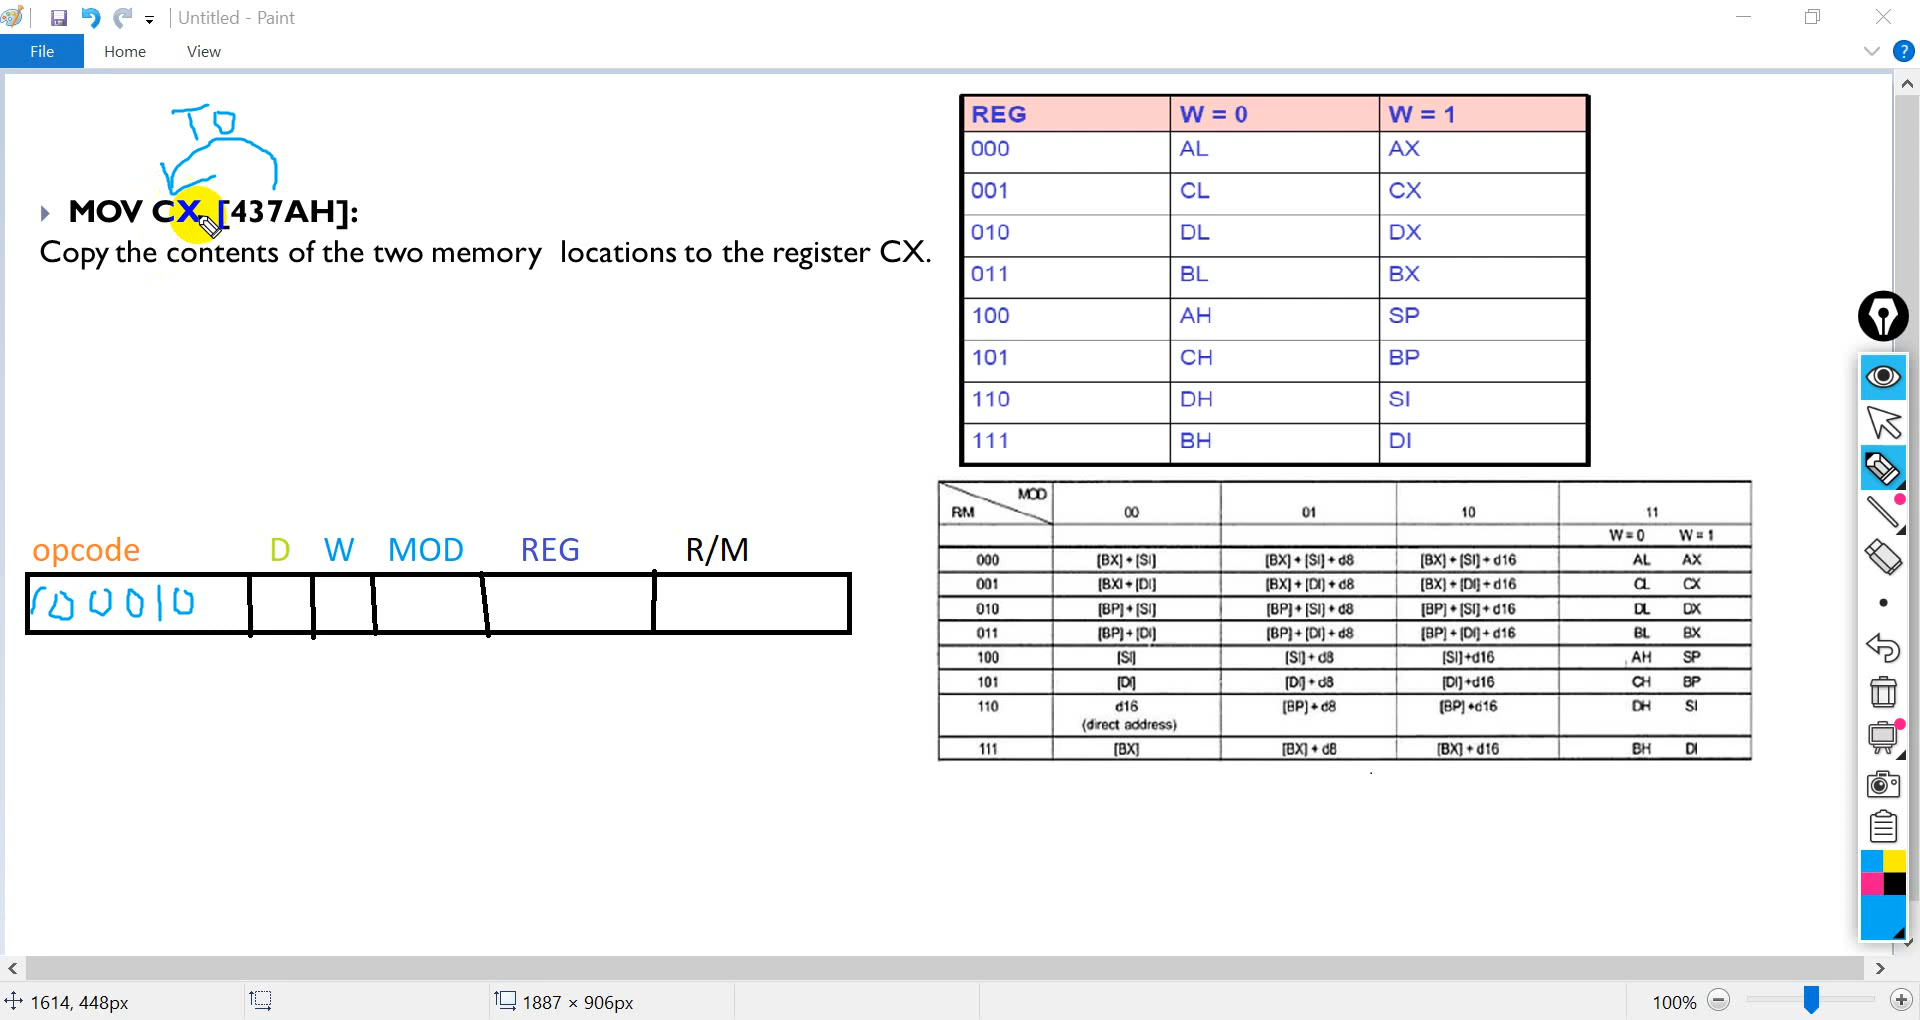 Untitled - Paint
File Home View
TO
MOV CX, [437AH]:
Copy the contents of the two memory locations to the register CX.
REG W = 0 W = 1
000 AL AX
001 CL CX
010 DL DX
011 BL BX
100 AH SP
101 CH BP
110 DH SI
111 BH DI
opcode D W MOD REG R/M
100010
MOD
RM 00 01 10 11
W=0 W=1
000 [BX] + [SI] [BX] + [SI] + d8 [BX] + [SI] + d16 AL AX
001 [BXI + [DI] [BX] + [DI] + d8 [BX] + [DI] + d16 CL CX
010 [BP] + [SI] [BP] + [SI] + d8 [BP] + [SI] + d16 DL DX
011 [BP] + [DI] [BP] + [DI] + d8 [BP] + [DI] + d16 BL BX
100 [SI] [SI] + d8 [SI]+d16 AH SP
101 [DI] [DI] + d8 [DI]+d16 CH BP
110 d16 [BP] + d8 [BP] +d16 DH SI
(direct address)
111 [BX] [BX] + d8 [BX] + d16 BH DI
1614, 448px 1887 × 906px 100%